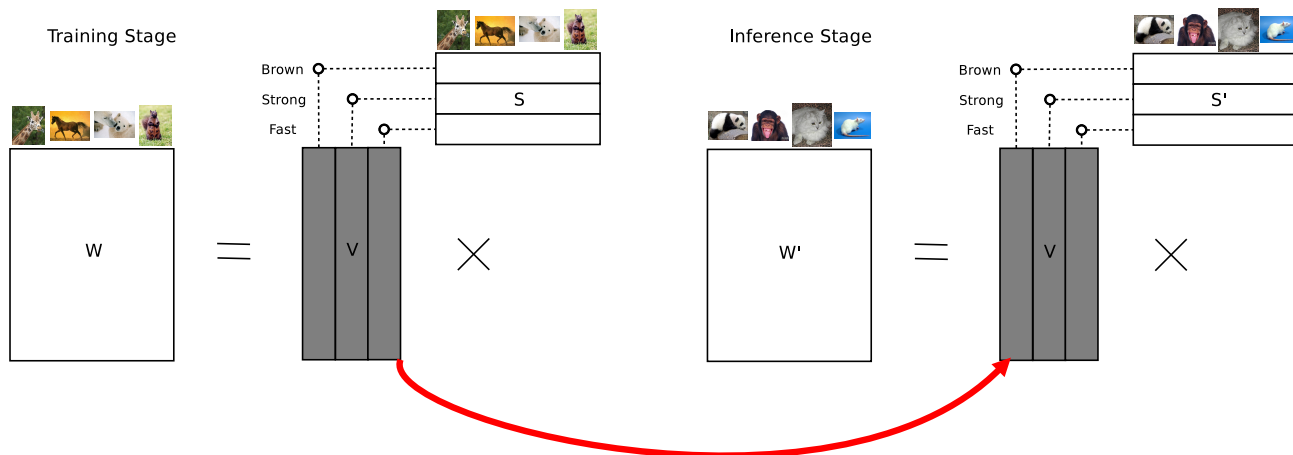 Training Stage
Brown
Strong
Fast
S
W
=
V
×
Inference Stage
Brown
Strong
Fast
S'
W'
=
V
×